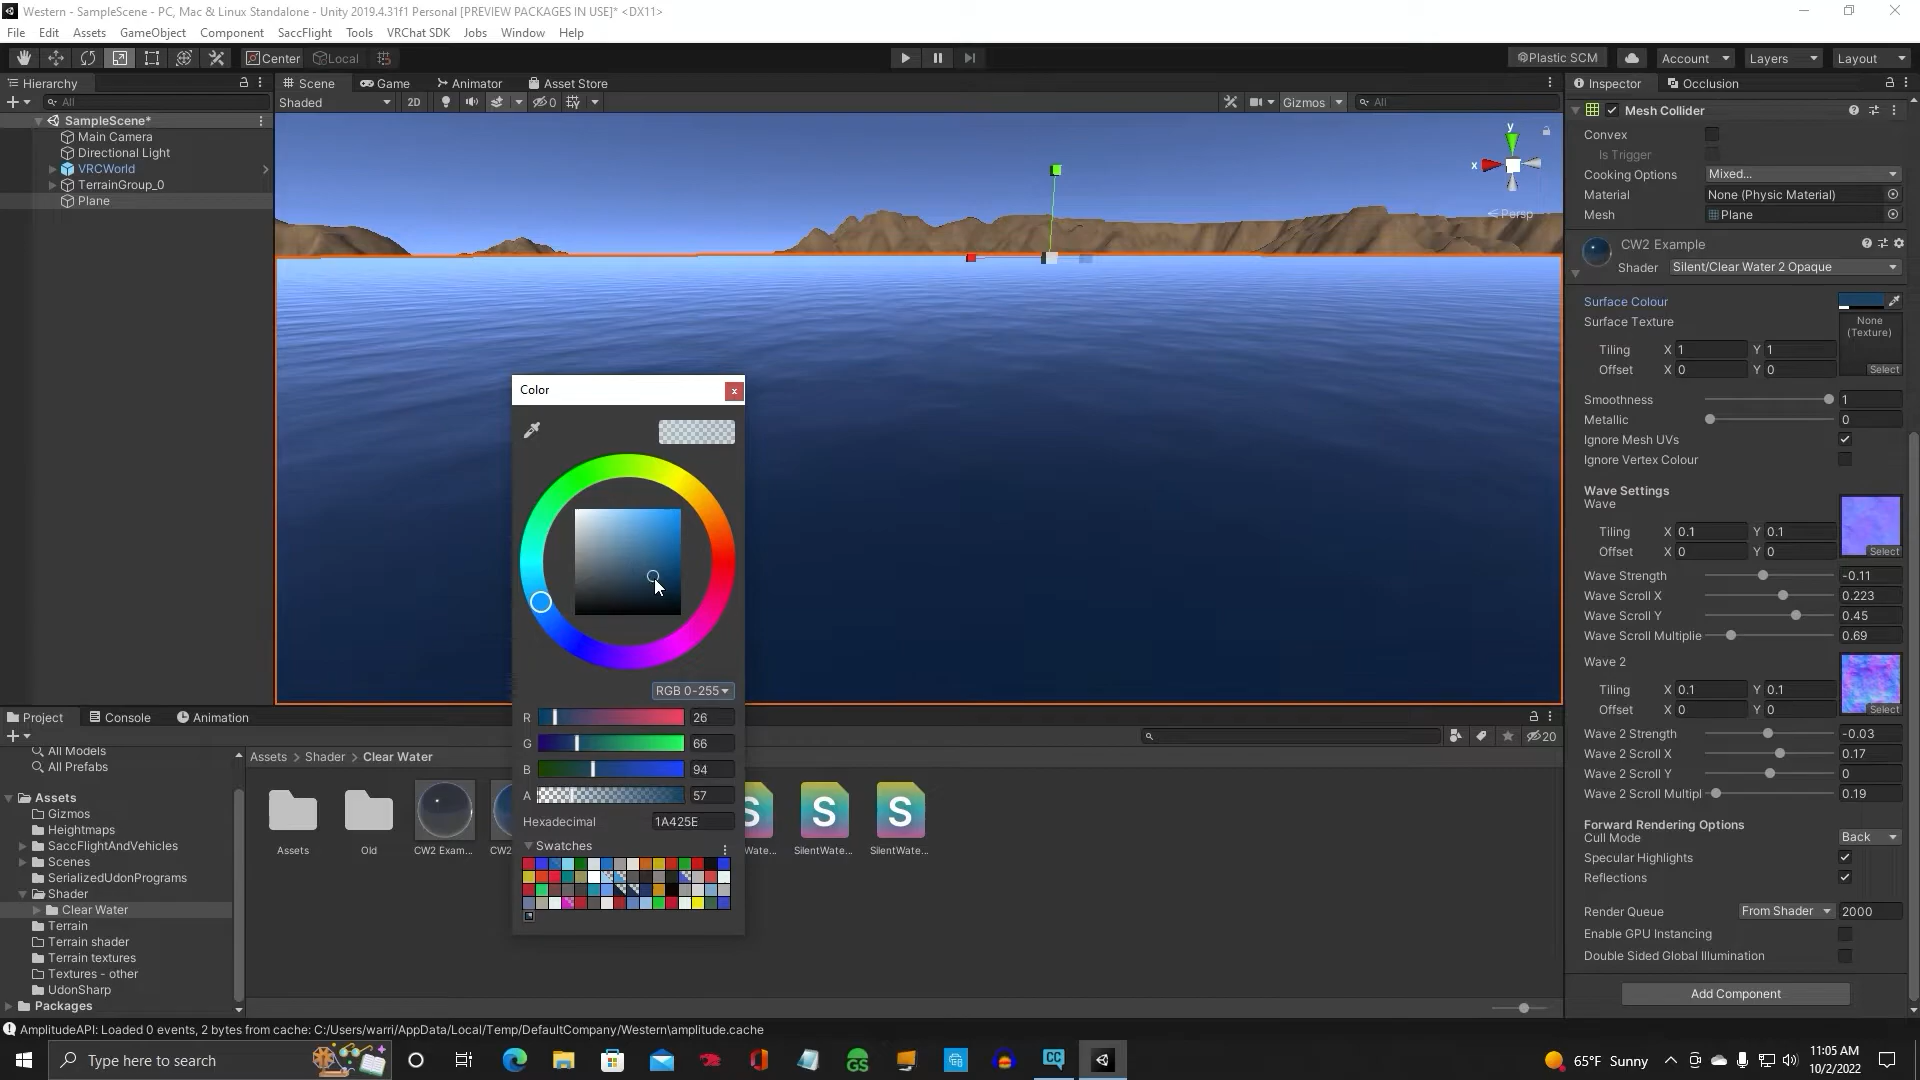 Western - SampleScene - PC, Mac & Linux Standalone - Unity 2019.4.31f1 Personal [PREVIEW PACKAGES IN USE]* <DX11>
File Edit Assets GameObject Component SaccFlight Tools VRChat SDK Jobs Window Help
Center Local Plastic SCM Account Layers Layout
Hierarchy Scene Game Animator Asset Store Inspector Occlusion
All Shaded 2D 0 Gizmos All
SampleScene*
Main Camera
Directional Light
VRCWorld
TerrainGroup_0
Plane
y
x
Persp
Mesh Collider
Convex
Is Trigger
Cooking Options Mixed...
Material None (Physic Material)
Mesh Plane
CW2 Example
Shader Silent/Clear Water 2 Opaque
Surface Colour
Surface Texture None (Texture)
Tiling X 1 Y 1
Offset X 0 Y 0 Select
Smoothness 1
Metallic 0
Ignore Mesh UVs
Ignore Vertex Colour
Wave Settings
Wave
Tiling X 0.1 Y 0.1
Offset X 0 Y 0 Select
Wave Strength -0.11
Wave Scroll X 0.223
Wave Scroll Y 0.45
Wave Scroll Multiplie 0.69
Wave 2
Tiling X 0.1 Y 0.1
Offset X 0 Y 0 Select
Wave 2 Strength -0.03
Wave 2 Scroll X 0.17
Wave 2 Scroll Y 0
Wave 2 Scroll Multipl 0.19
Forward Rendering Options
Cull Mode Back
Specular Highlights
Reflections
Render Queue From Shader 2000
Enable GPU Instancing
Double Sided Global Illumination
Add Component
Color
x
RGB 0-255
R 26
G 66
B 94
A 57
Hexadecimal 1A425E
Swatches
Project Console Animation
20
All Models
All Prefabs
Assets
Gizmos
Heightmaps
SaccFlightAndVehicles
Scenes
SerializedUdonPrograms
Shader
Clear Water
Terrain
Terrain shader
Terrain textures
Textures - other
UdonSharp
Packages
Assets > Shader > Clear Water
S S S
Assets Old CW2 Exam... CW2 Wate... SilentWate... SilentWate...
AmplitudeAPI: Loaded 0 events, 2 bytes from cache: C:/Users/warri/AppData/Local/Temp/DefaultCompany/Western\amplitude.cache
Type here to search
GS
CC
65°F Sunny
11:05 AM
10/2/2022